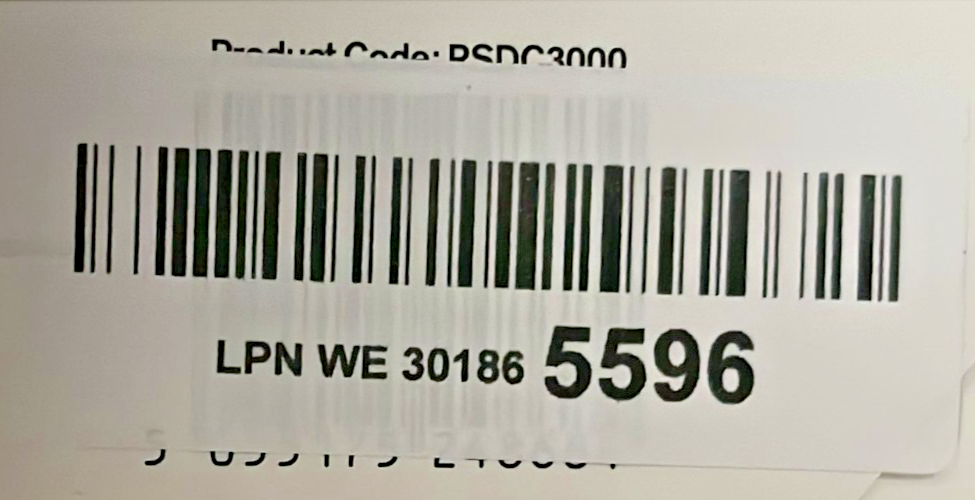 Product Code: PSDC3000
LPN WE 30186 5596